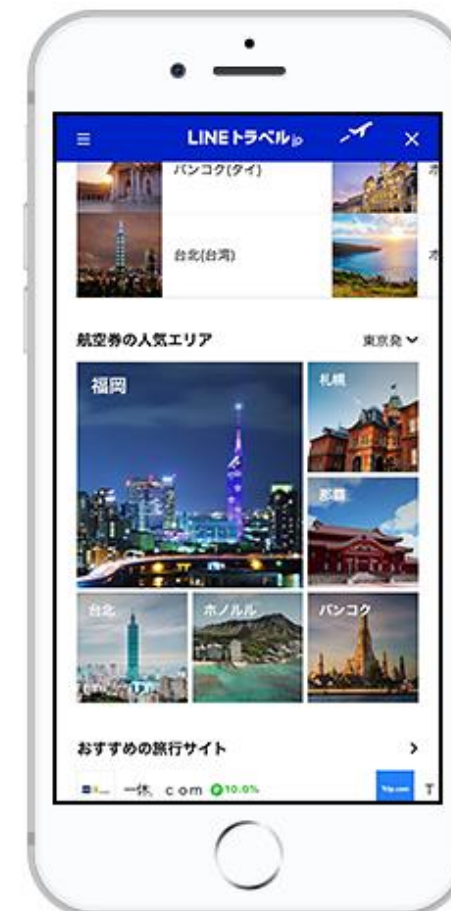 LINEトラベルjp
バンコク(タイ)
台北(台湾)
航空券の人気エリア
東京発
福岡
札幌
那覇
台北
ホノルル
バンコク
おすすめの旅行サイト
一休.com
10.0%
Trip.com
T